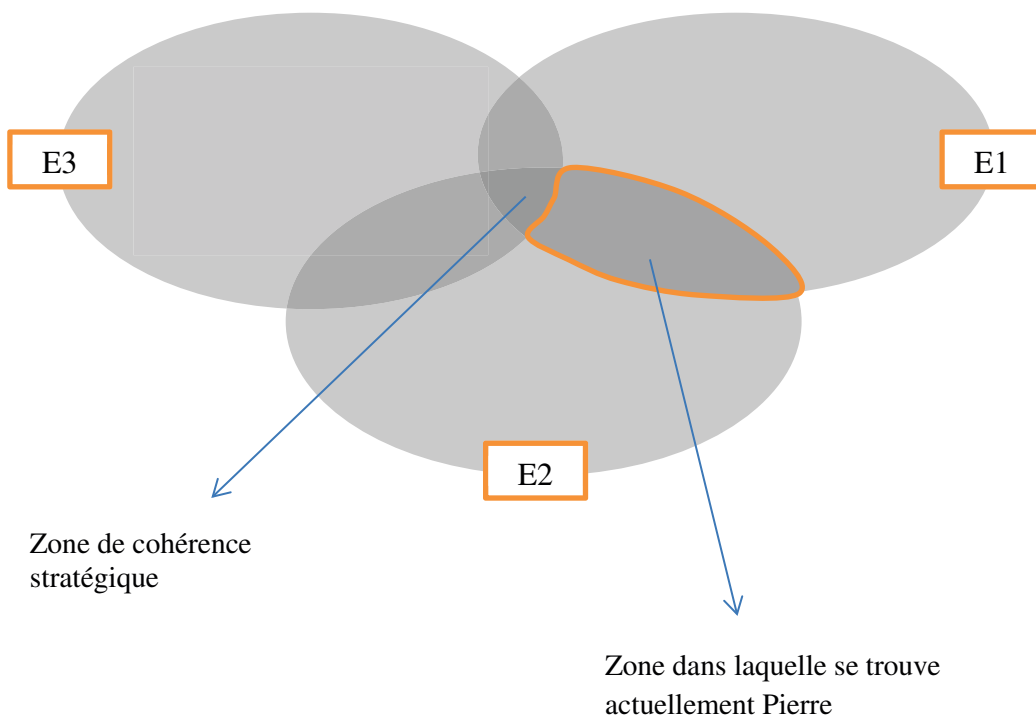 E3
E1
E2
Zone de cohérence
stratégique
Zone dans laquelle se trouve
actuellement Pierre